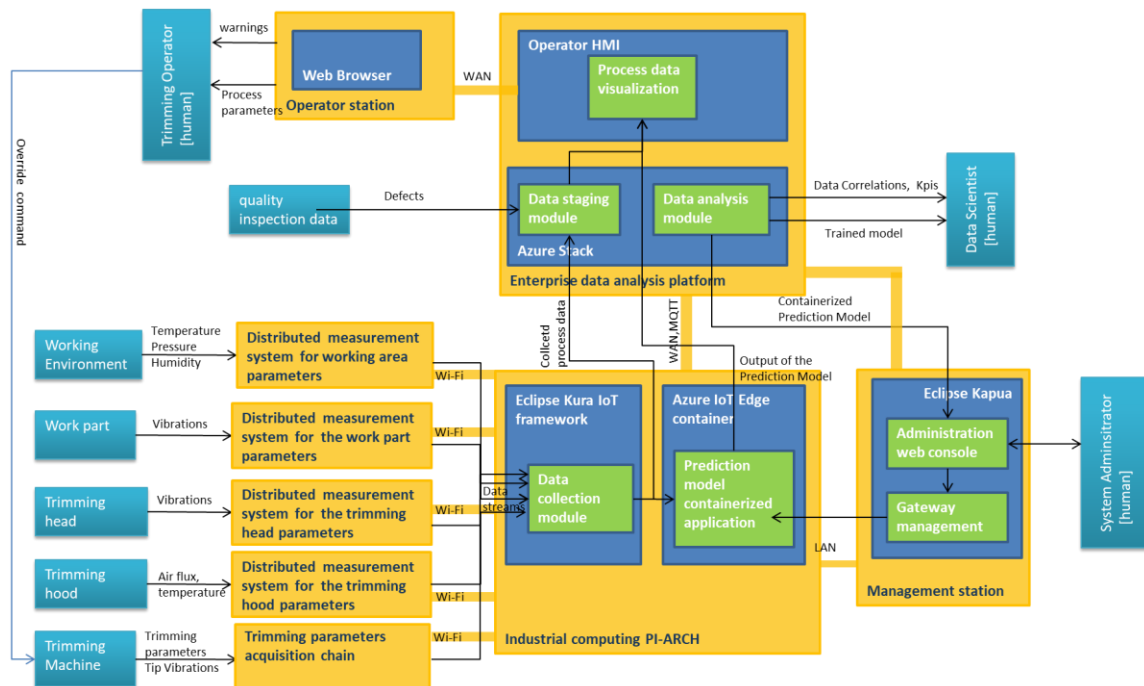 warnings
Trimming Operator
[human]
Process
parameters
Web Browser
Operator station
WAN
Operator HMI
Process data
visualization
Override command
quality
inspection data
Defects
Data staging
module
Data analysis
module
Azure Stack
Enterprise data analysis platform
Data Correlations, Kpis
Trained model
Data Scientist
[human]
Containerized
Prediction Model
Collcetd
process data
WAN,MQTT
Output of the
Prediction Model
Working
Environment
Temperature
Pressure
Humidity
Distributed measurement
system for working area
parameters
Wi-Fi
Work part
Vibrations
Distributed measurement
system for the work part
parameters
Wi-Fi
Trimming
head
Vibrations
Distributed measurement
system for the trimming
head parameters
Wi-Fi
Trimming
hood
Air flux,
temperature
Distributed measurement
system for the trimming
hood parameters
Wi-Fi
Trimming
Machine
Trimming
parameters
Tip Vibrations
Trimming parameters
acquisition chain
Wi-Fi
Data
streams
Eclipse Kura IoT
framework
Data
collection
module
Azure IoT Edge
container
Prediction
model
containerized
application
Industrial computing PI-ARCH
LAN
Eclipse Kapua
Administration
web console
Gateway
management
Management station
System Adminsitrator
[human]